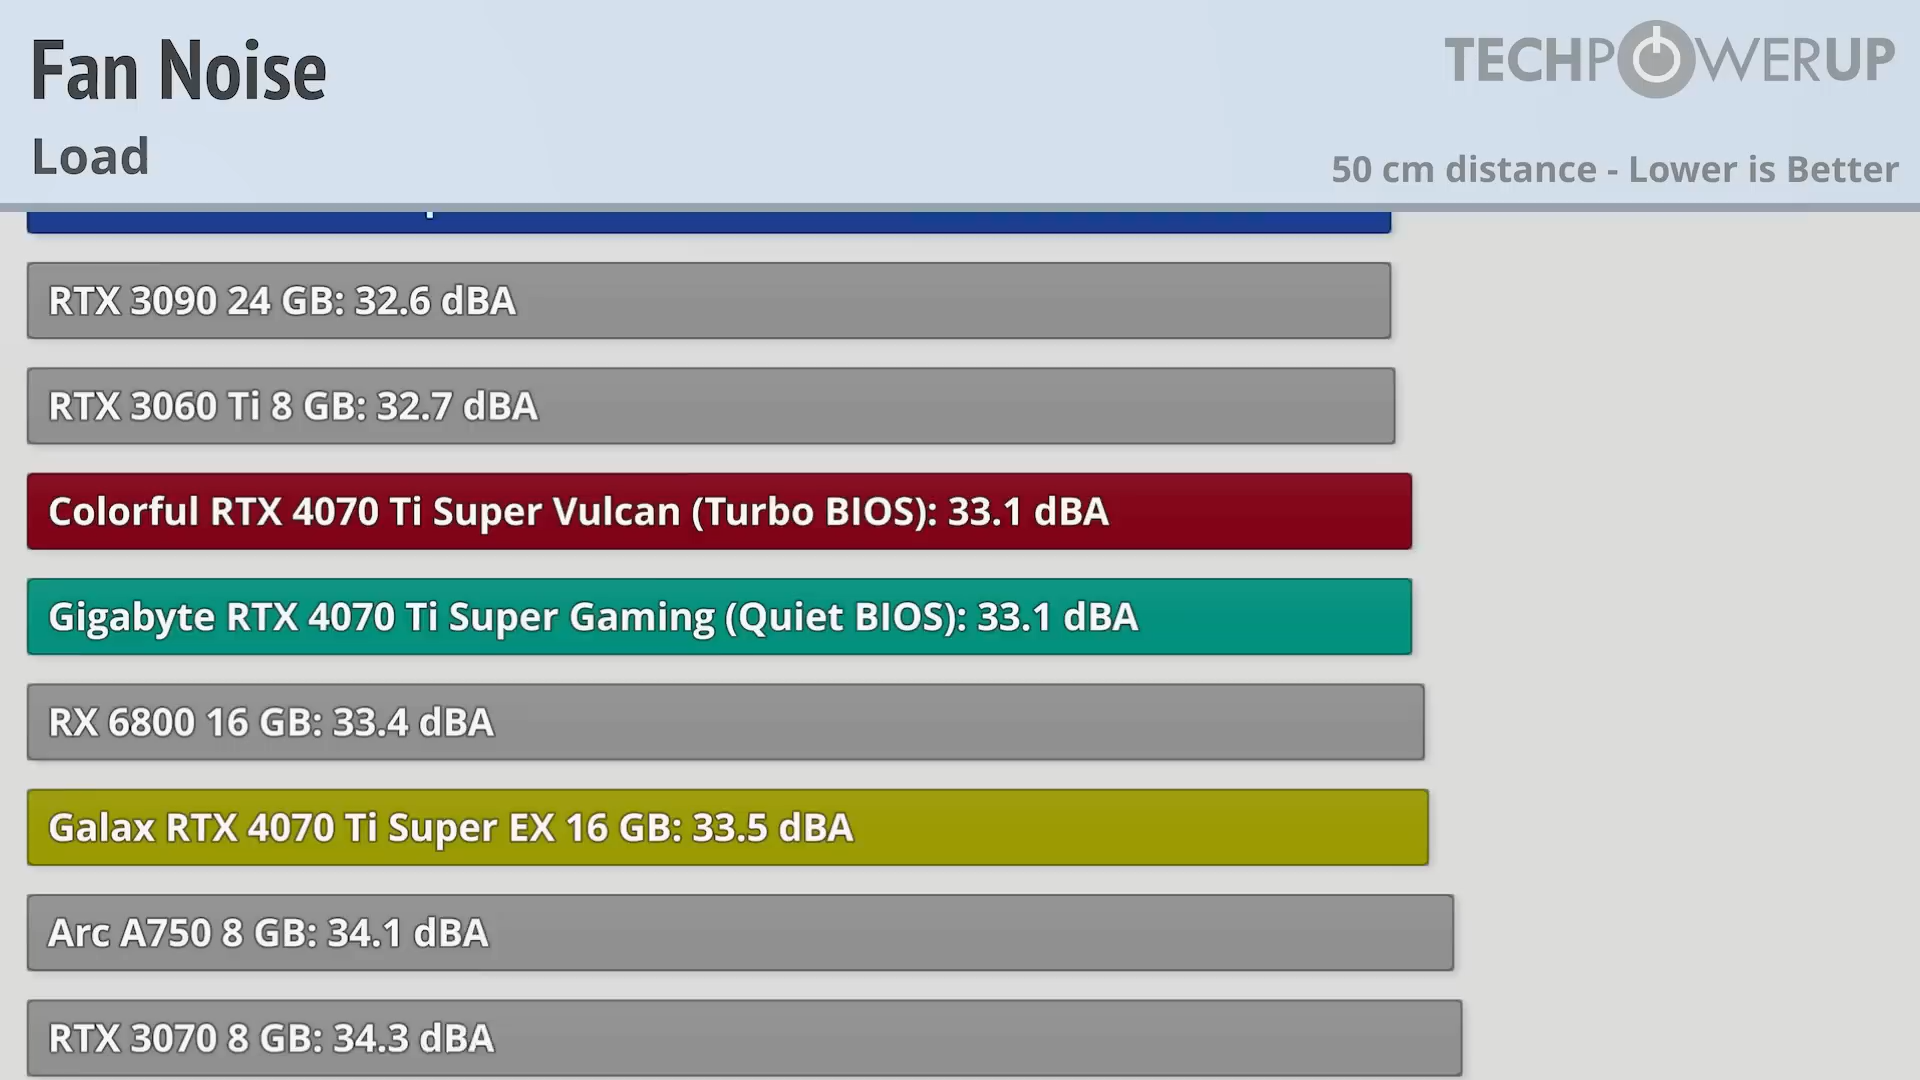 Fan Noise
TECHPOWERUP
Load
50 cm distance - Lower is Better
RTX 3090 24 GB: 32.6 dBA
RTX 3060 Ti 8 GB: 32.7 dBA
Colorful RTX 4070 Ti Super Vulcan (Turbo BIOS): 33.1 dBA
Gigabyte RTX 4070 Ti Super Gaming (Quiet BIOS): 33.1 dBA
RX 6800 16 GB: 33.4 dBA
Galax RTX 4070 Ti Super EX 16 GB: 33.5 dBA
Arc A750 8 GB: 34.1 dBA
RTX 3070 8 GB: 34.3 dBA